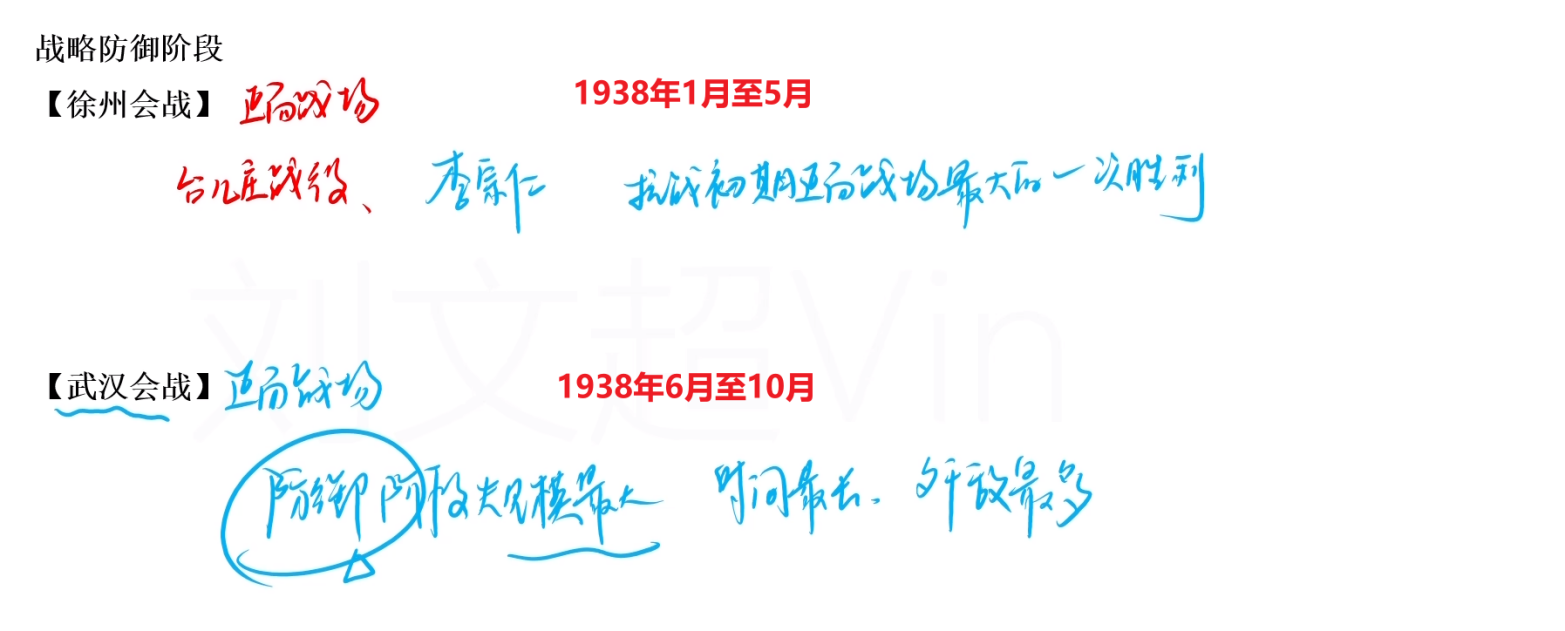 战略防御阶段
【徐州会战】 正面战场 1938年1月至5月
台儿庄战役、 李宗仁 抗战初期正面战场最大的一次胜利
刘文超Vin
【武汉会战】 正面战场 1938年6月至10月
防御阶段规模最大 时间最长、歼敌最多